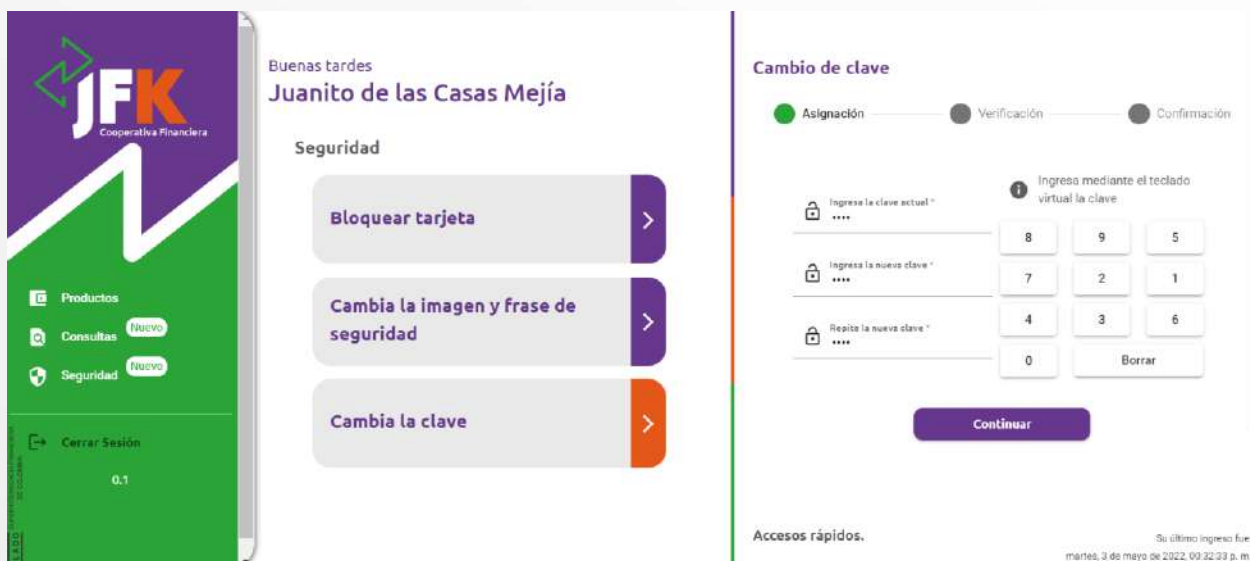 JFK
Cooperativa Financiera
Productos
Consultas Nuevo
Seguridad Nuevo
Cerrar Sesión
0.1
Buenas tardes
Juanito de las Casas Mejía
Seguridad
Bloquear tarjeta
Cambia la imagen y frase de
seguridad
Cambia la clave
Cambio de clave
Asignación
Verificación
Confirmación
Ingresa la clave actual *
••••
Ingresa la nueva clave *
••••
Repite la nueva clave *
••••
Ingresa mediante el teclado
virtual la clave
8 9 5
7 2 1
4 3 6
0 Borrar
Continuar
Accesos rápidos.
Su último ingreso fue
martes, 3 de mayo de 2022, 00:32:33 p. m